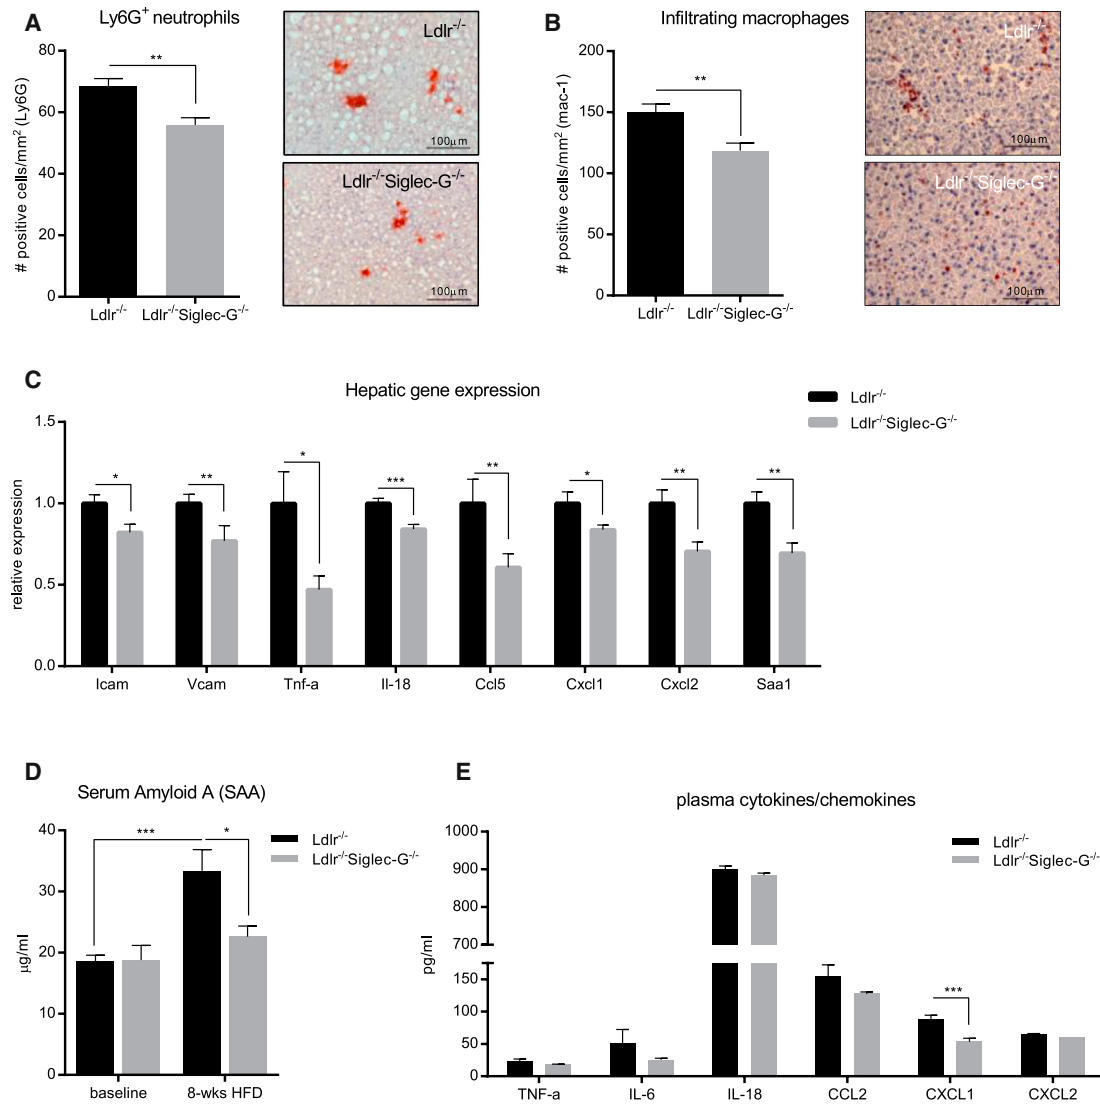 A
Ly6G+ neutrophils
# positive cells/mm2 (Ly6G)
80
60
40
20
0
**
Ldlr-/-
Ldlr-/-Siglec-G-/-
Ldlr-/-
100μm
Ldlr-/-Siglec-G-/-
100μm
B
Infiltrating macrophages
# positive cells/mm2 (mac-1)
200
150
100
50
0
**
Ldlr-/-
Ldlr-/-Siglec-G-/-
Ldlr-/-
100μm
Ldlr-/-Siglec-G-/-
100μm
C
Hepatic gene expression
Ldlr-/-
Ldlr-/-Siglec-G-/-
relative expression
1.5
1.0
0.5
0.0
* ** * *** ** * ** **
Icam Vcam Tnf-a Il-18 Ccl5 Cxcl1 Cxcl2 Saa1
D
Serum Amyloid A (SAA)
Ldlr-/-
Ldlr-/-Siglec-G-/-
μg/ml
40
30
20
10
0
*** *
baseline 8-wks HFD
E
plasma cytokines/chemokines
Ldlr-/-
Ldlr-/-Siglec-G-/-
pg/ml
1000
900
800
700
150
100
50
0
***
TNF-a IL-6 IL-18 CCL2 CXCL1 CXCL2